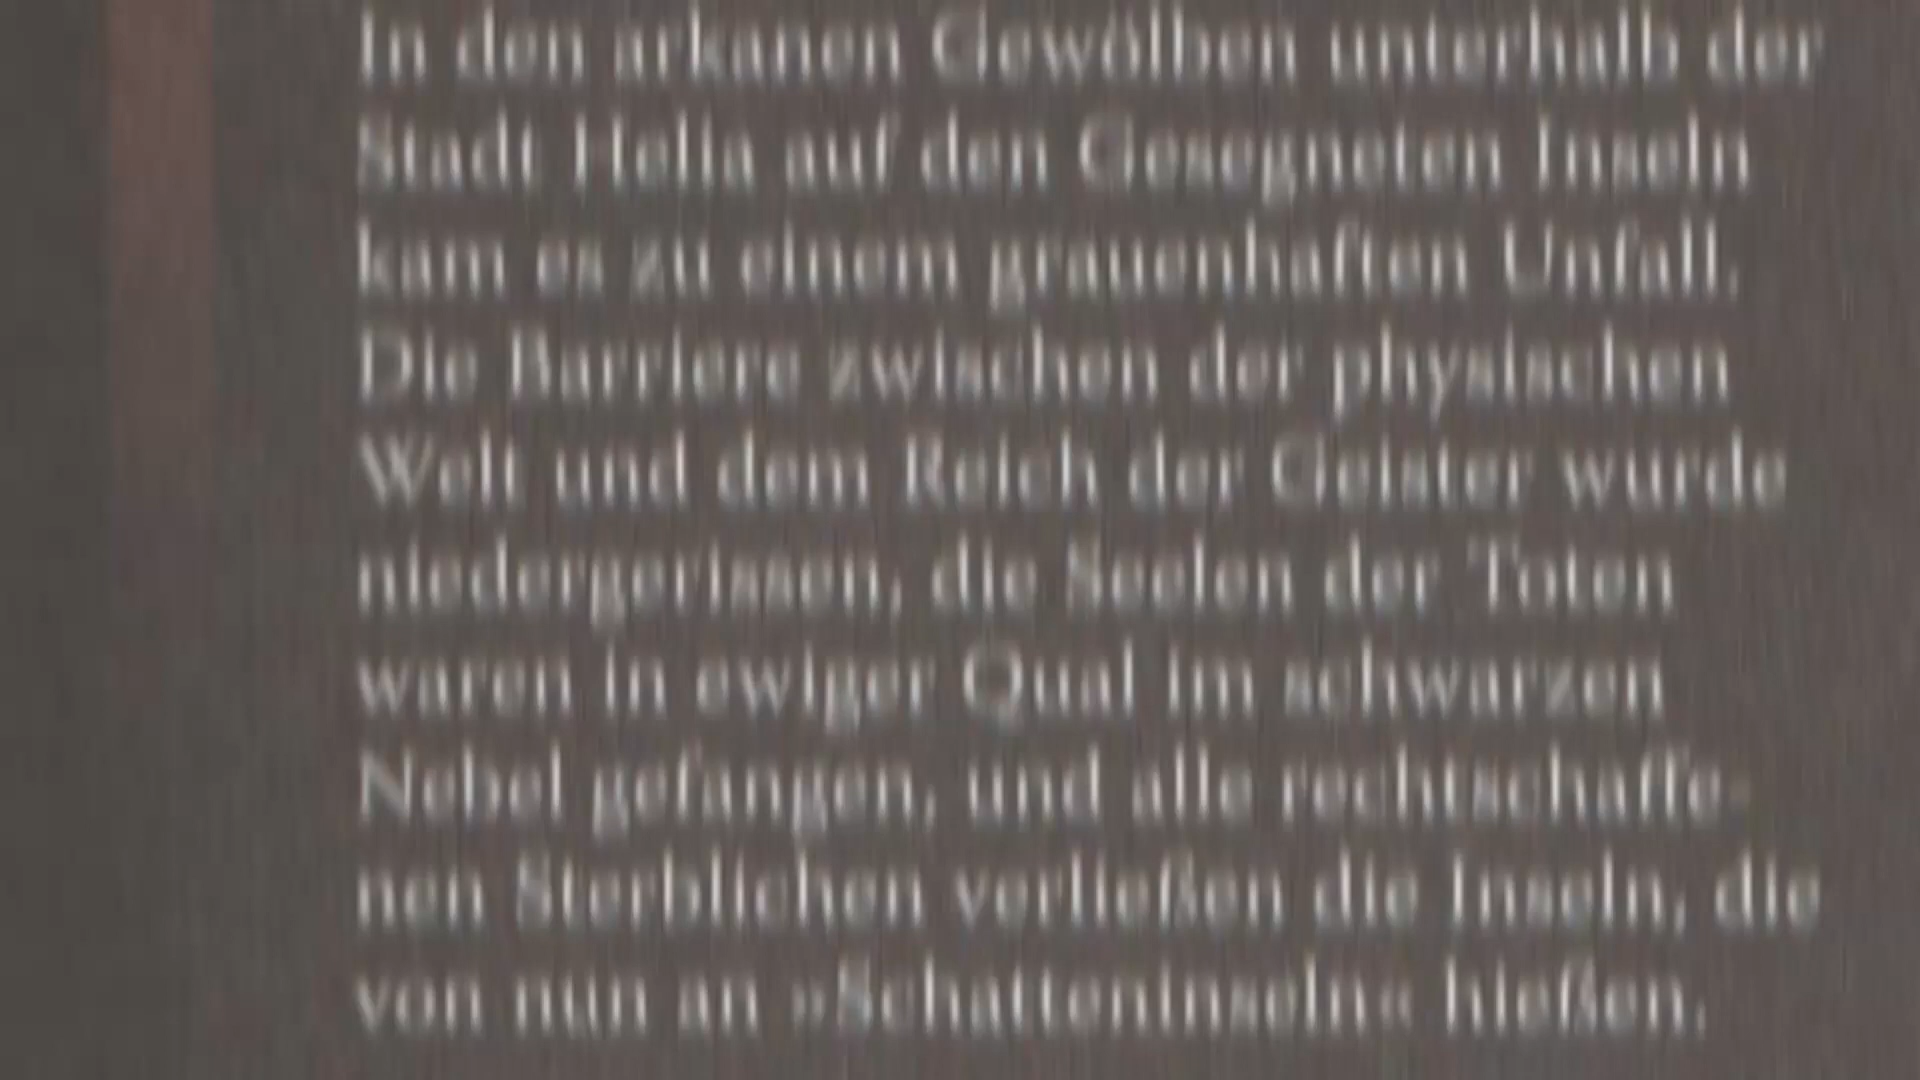 In den arkanen Gewölben unterhalb der
Stadt Helia auf den Gesegneten Inseln
kam es zu einem grauenhaften Unfall.
Die Barriere zwischen der physischen
Welt und dem Reich der Geister wurde
niedergerissen, die Seelen der Toten
waren in ewiger Qual im schwarzen
Nebel gefangen, und alle rechtschaffe-
nen Sterblichen verließen die Inseln, die
von nun an »Schatteninseln« hießen.